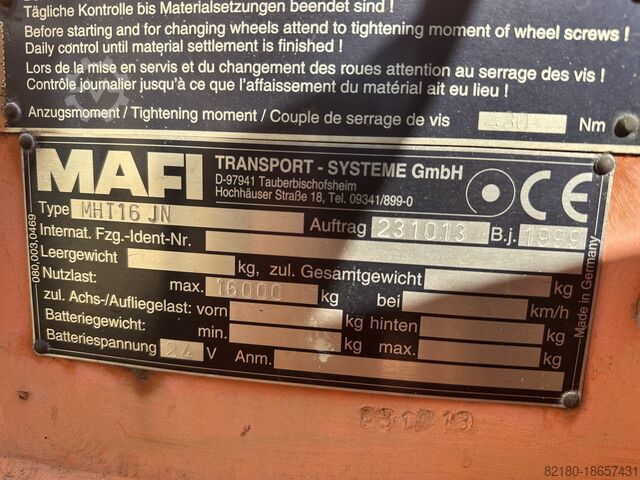 Tägliche Kontrolle bis Materialsetzungen beendet sind !
Before starting and for changing wheels attend to tightening moment of wheel screws !
Daily control until material settlement is finished !
Lors de la mise en servis et du changement des roues attention au serrage des vis !
Contrôle journalier jusqu'à ce que l'affaissement du matérial ait eu lieu !
Anzugsmoment / Tightening moment / Couple de serrage de vis Nm
MAFI TRANSPORT - SYSTEME GmbH
D-97941 Tauberbischofsheim
Hochhäuser Straße 18, Tel. 09341/899-0
CE
Type MHT16 JN Auftrag 231013 B.j. 1999
Internat. Fzg.-Ident-Nr.
Leergewicht kg, zul. Gesamtgewicht kg
Nutzlast: max. 16000 kg bei km/h
zul. Achs-/Aufliegelast: vorn kg hinten kg
Batteriegewicht: min. kg max. kg
Batteriespannung 24 V Anm.
080.003.0469
Made in Germany
231013
82180-18657431